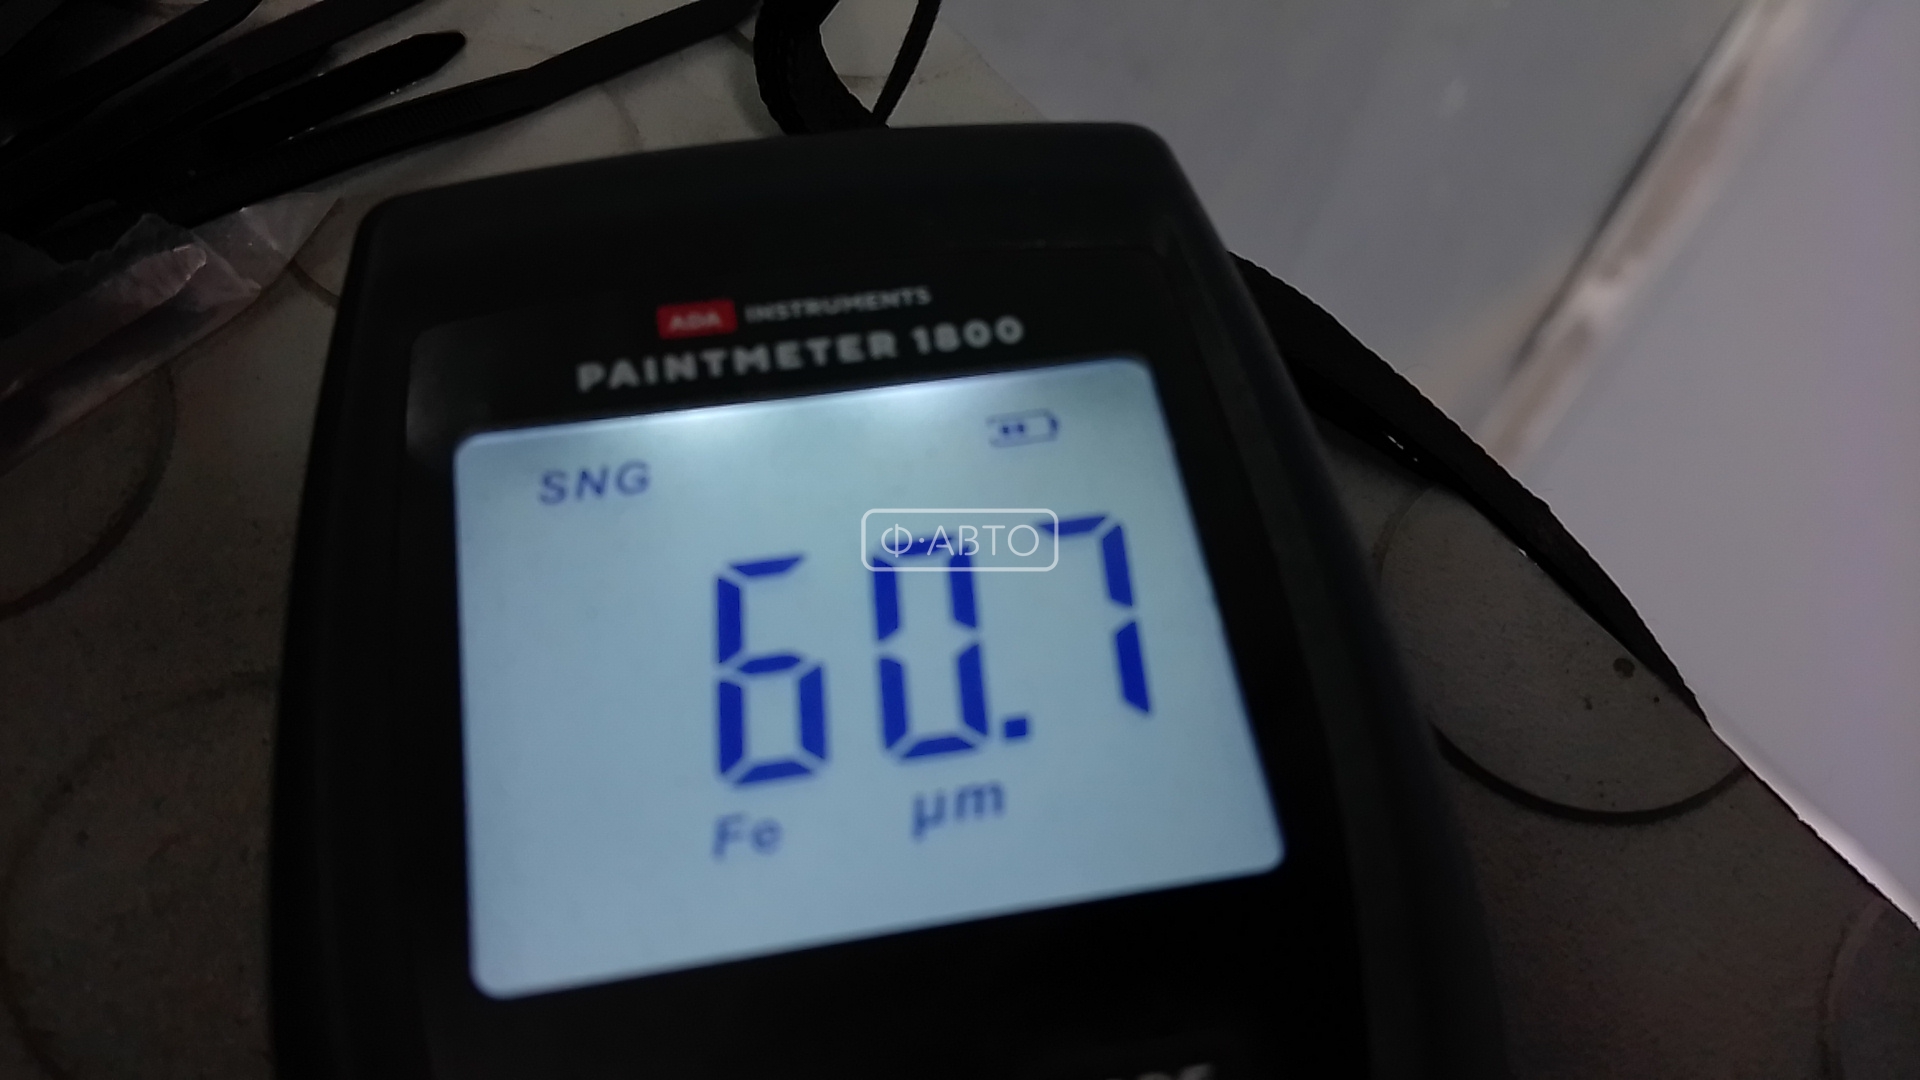 ADA INSTRUMENTS
PAINTMETER 1800
SNG
Ф·АВТО
60.7
Fe µm